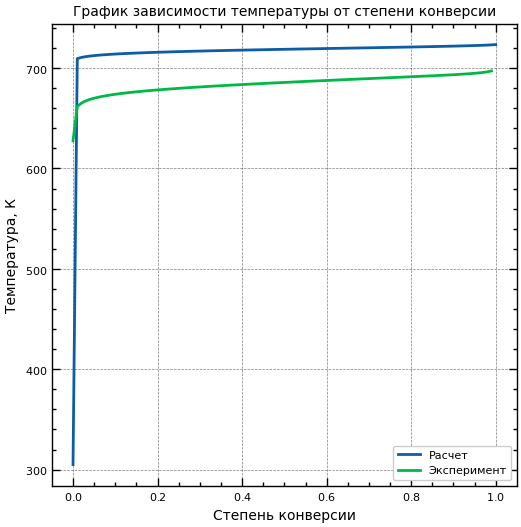 График зависимости температуры от степени конверсии
Температура, К
700
600
500
400
300
0.0 0.2 0.4 0.6 0.8 1.0
Степень конверсии
Расчет
Эксперимент